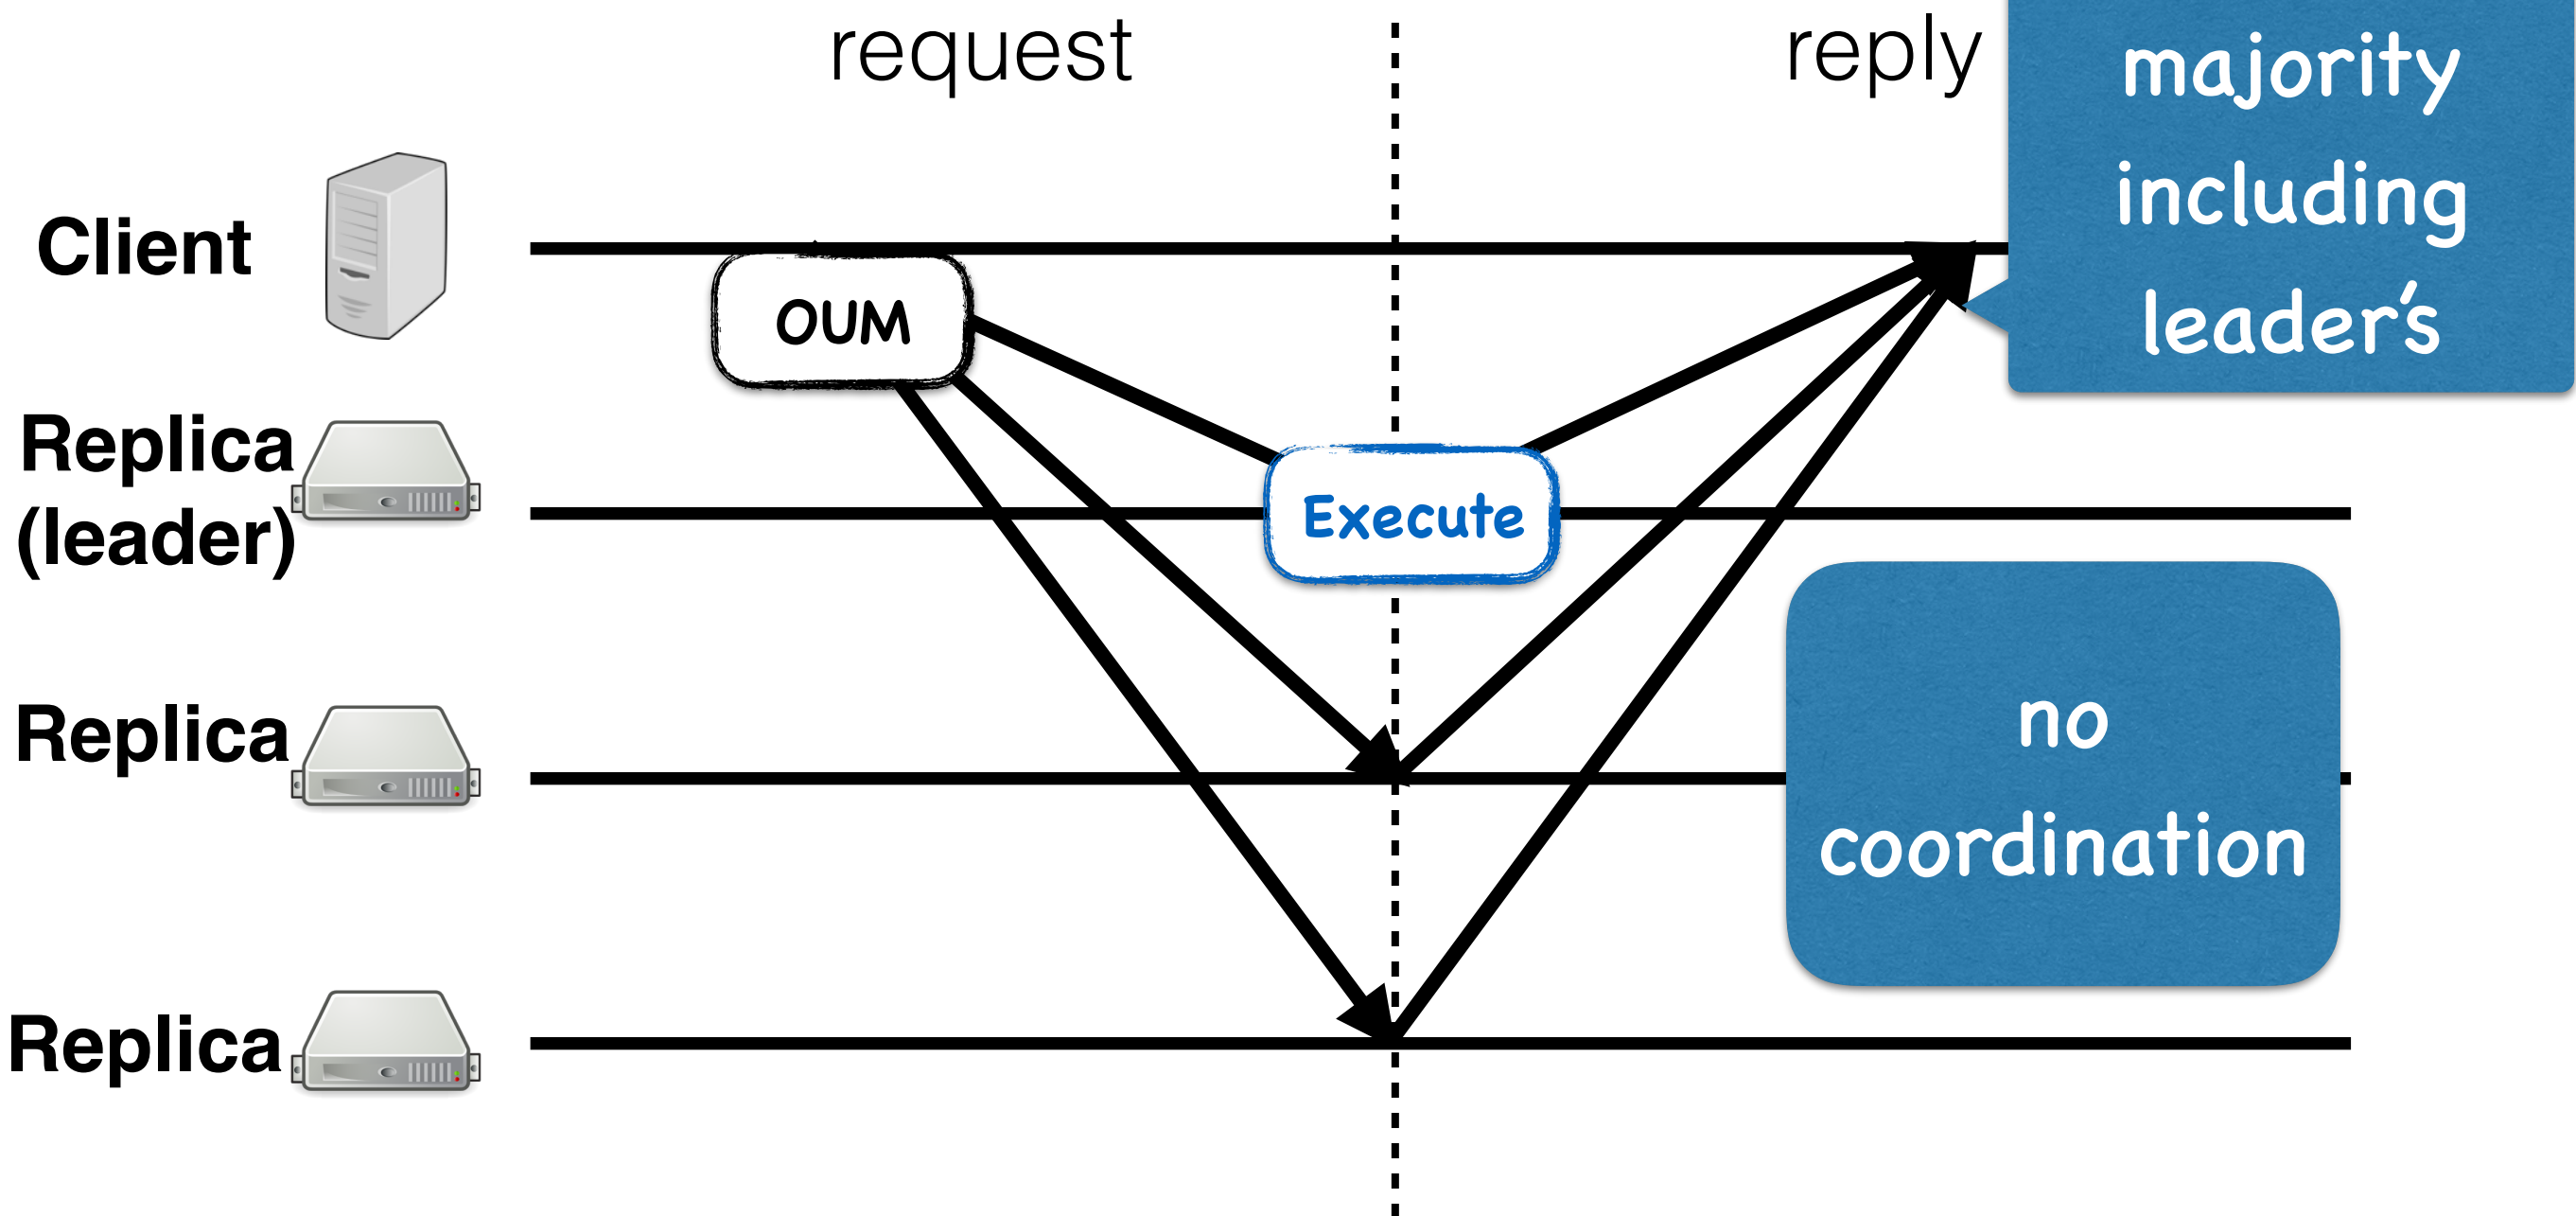 request
reply
majority
including
leader's
Client
OUM
Replica
(leader)
Execute
Replica
no
coordination
Replica